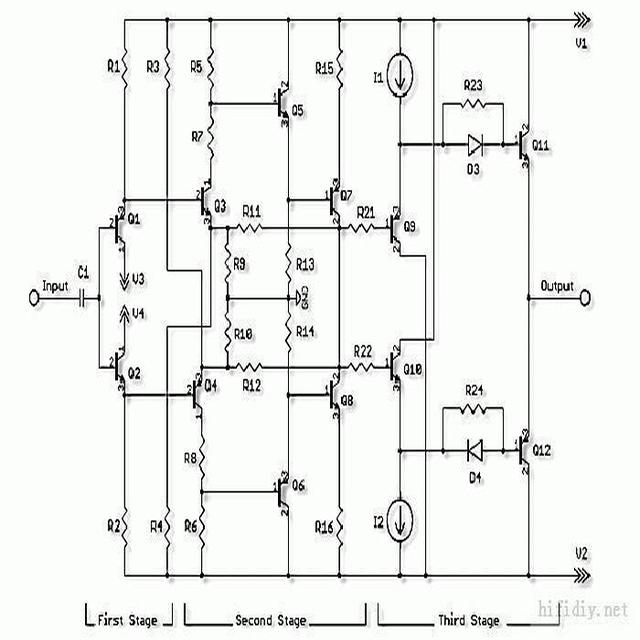 V1
R1
R3
R5
R15
I1
R23
Q5
R7
D3
Q11
Q3
Q7
Q1
R11
R21
Q9
C1
Input
V3
V4
R9
R13
GND
Output
R10
R14
Q2
Q4
R12
R22
Q10
Q8
R24
R8
D4
Q12
Q6
R2
R4
R6
R16
I2
V2
First Stage
Second Stage
Third Stage
hifidiy.net